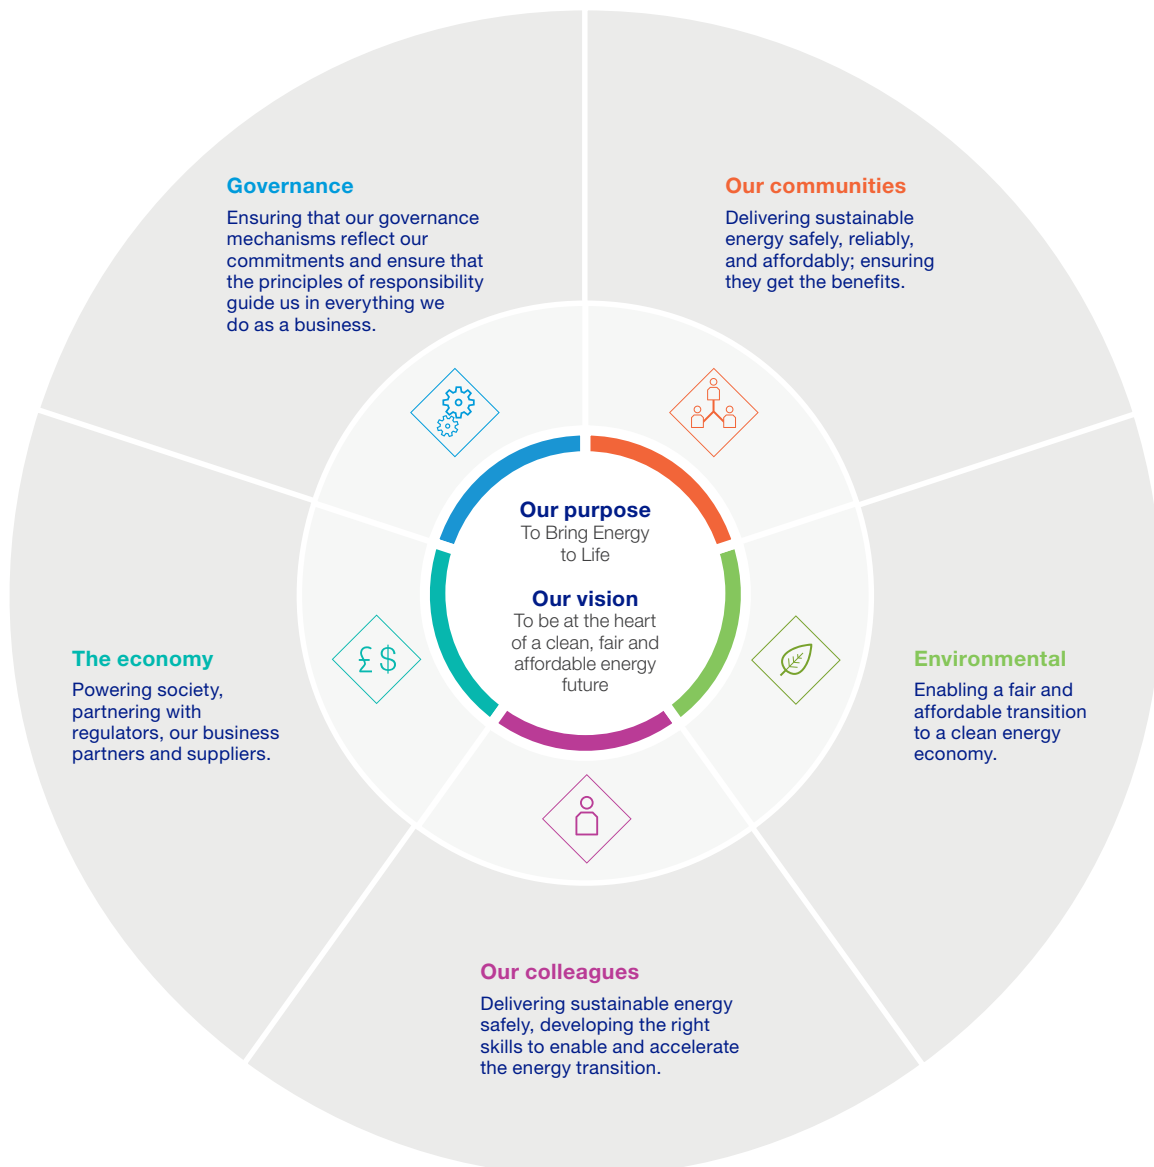 Governance
Ensuring that our governance
mechanisms reflect our
commitments and ensure that
the principles of responsibility
guide us in everything we
do as a business.
Our communities
Delivering sustainable
energy safely, reliably,
and affordably; ensuring
they get the benefits.
Our purpose
To Bring Energy
to Life
Our vision
To be at the heart
of a clean, fair and
affordable energy
future
The economy
Powering society,
partnering with
regulators, our business
partners and suppliers.
£ $
Environmental
Enabling a fair and
affordable transition
to a clean energy
economy.
Our colleagues
Delivering sustainable energy
safely, developing the right
skills to enable and accelerate
the energy transition.